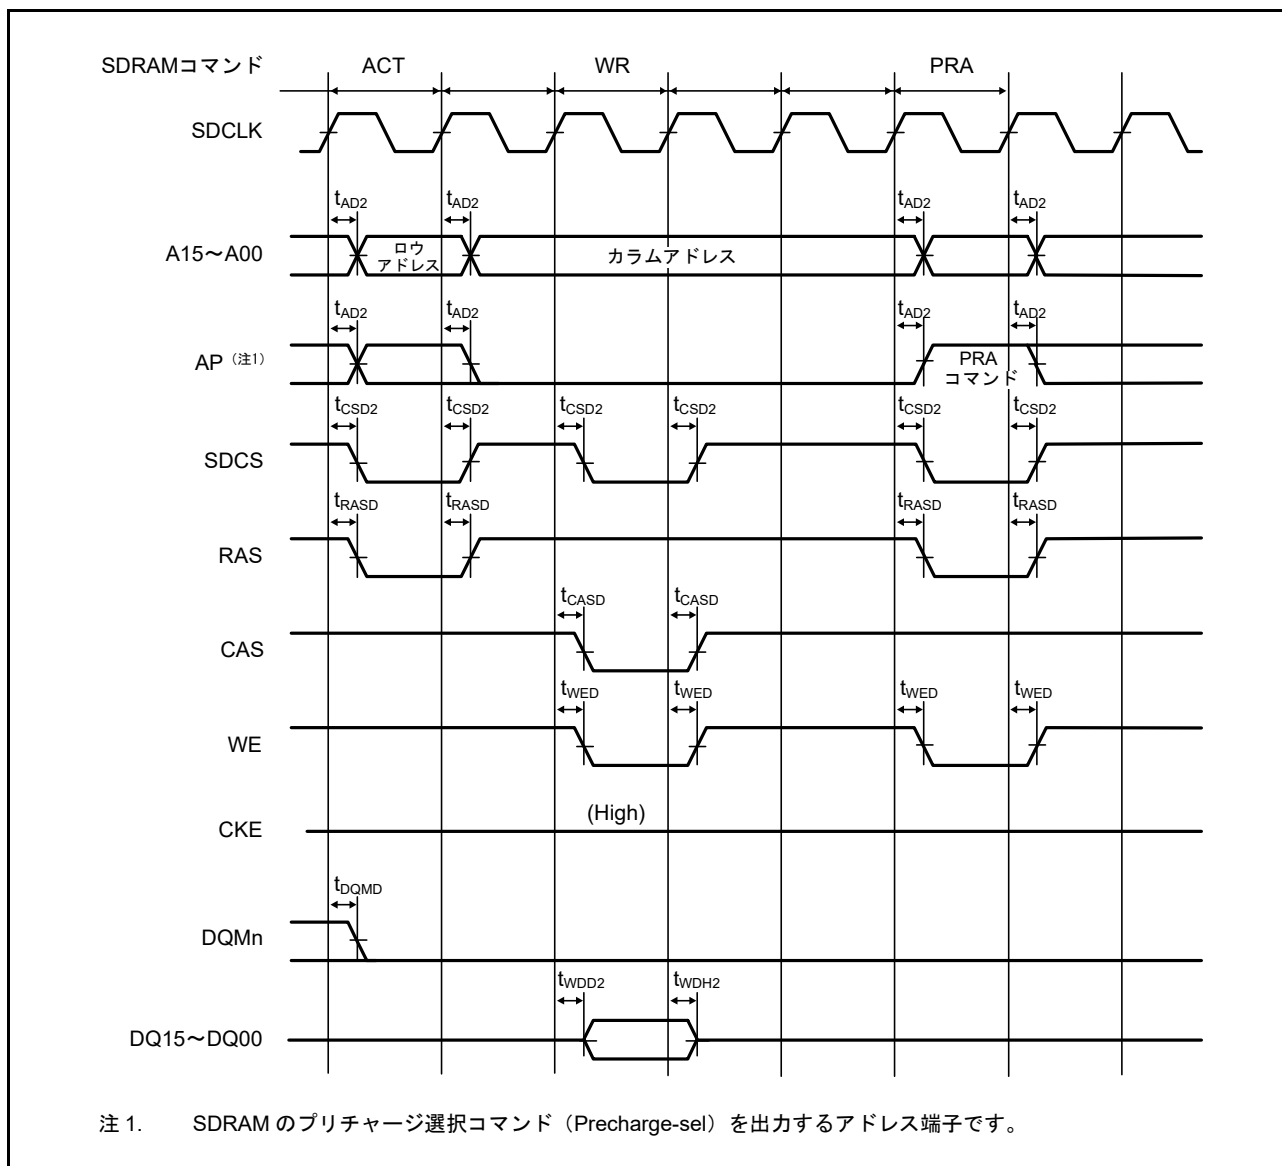 SDRAMコマンド ACT WR PRA
SDCLK
tAD2 tAD2 tAD2 tAD2
A15～A00 ロウアドレス カラムアドレス
tAD2 tAD2 tAD2 tAD2
AP（注1） PRAコマンド
tCSD2 tCSD2 tCSD2 tCSD2 tCSD2 tCSD2
SDCS
tRASD tRASD tRASD tRASD
RAS
tCASD tCASD
CAS
tWED tWED tWED tWED
WE
(High)
CKE
tDQMD
DQMn
tWDD2 tWDH2
DQ15～DQ00
注 1. SDRAM のプリチャージ選択コマンド（Precharge-sel）を出力するアドレス端子です。